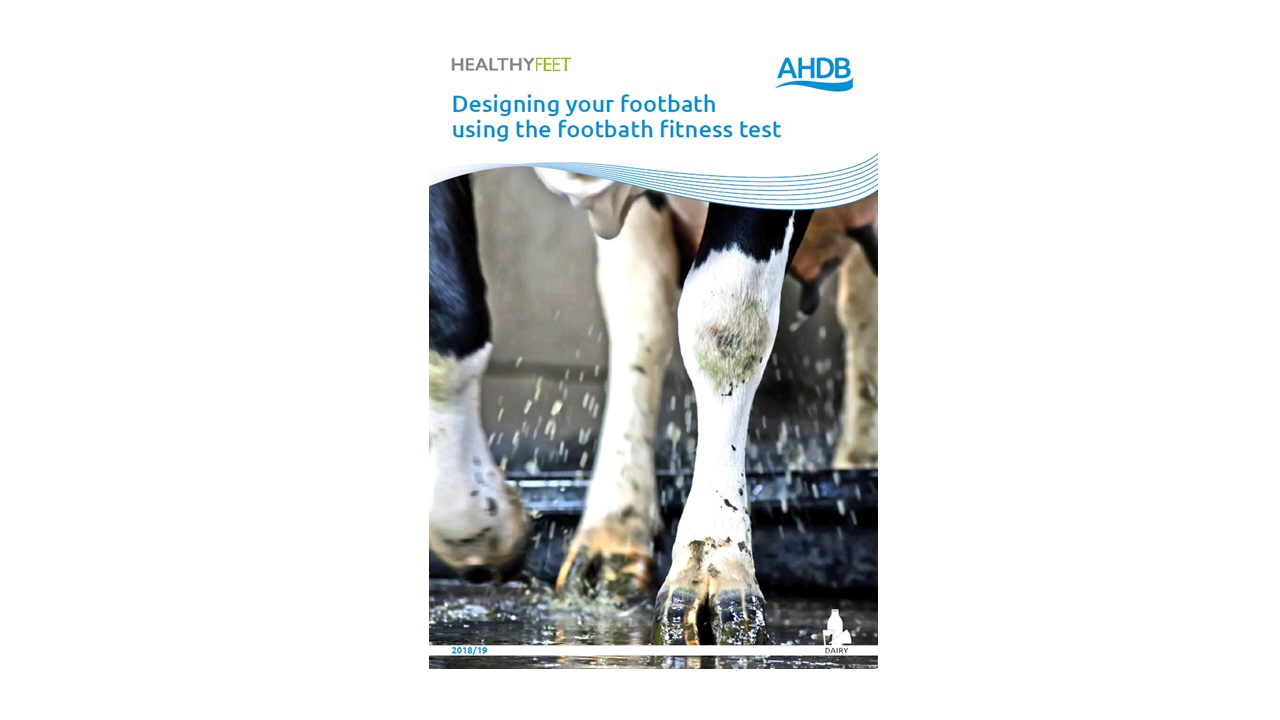 HEALTHYFEET
AHDB
Designing your footbath
using the footbath fitness test
2018/19
DAIRY